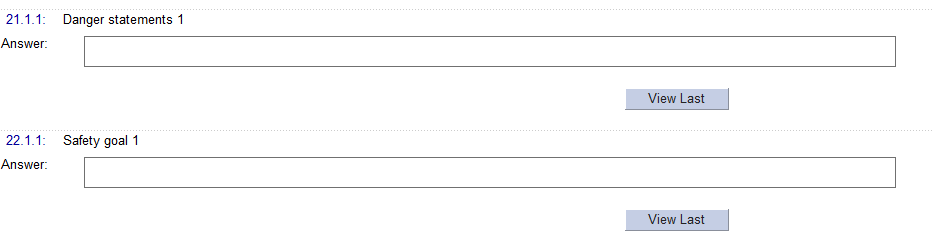 21.1.1: Danger statements 1
Answer:
View Last
22.1.1: Safety goal 1
Answer:
View Last